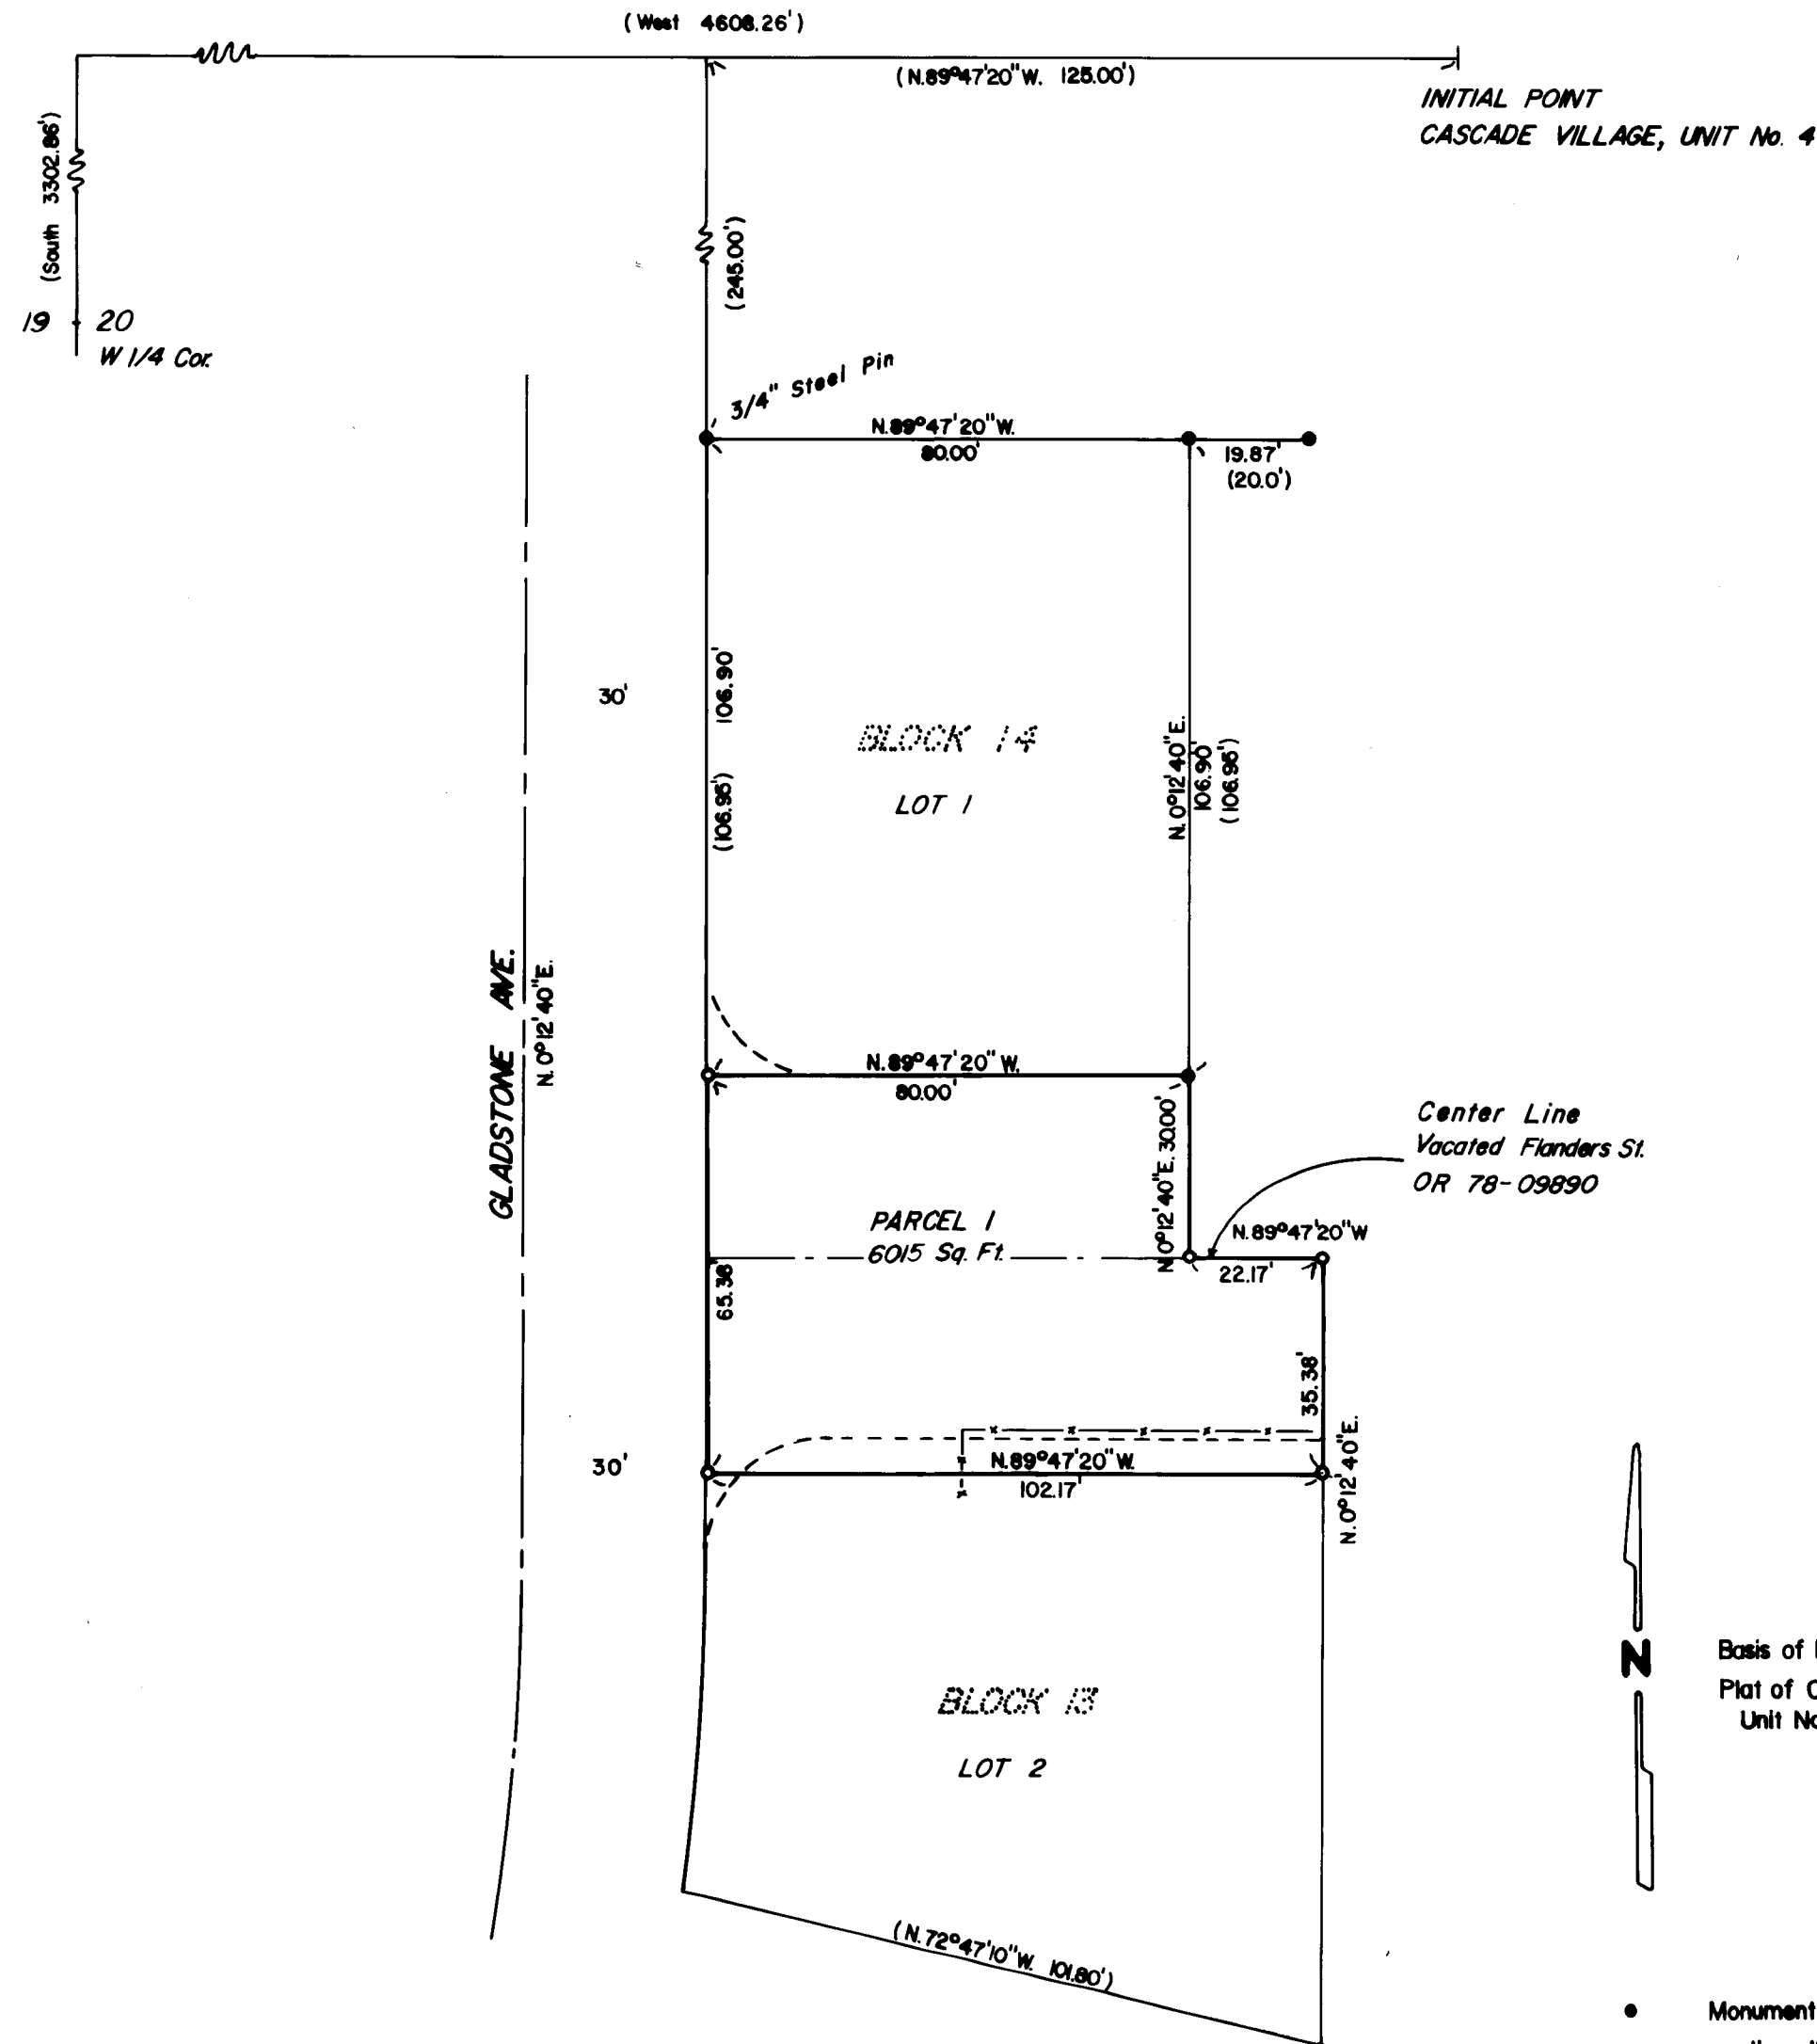 (West 4608.26')
(N.89°47'20"W. 125.00')
INITIAL POINT
CASCADE VILLAGE, UNIT No. 4
(South 3302.86')
19
20
W 1/4 Cor.
(245.00')
3/4" Steel Pin
N.89°47'20"W.
80.00'
19.87'
(20.0')
30'
106.90'
(106.95')
BLOCK 14
LOT 1
N.0°12'40"E.
106.90'
(106.95')
GLADSTONE AVE.
N.0°12'40"E.
N.89°47'20"W.
80.00'
N.0°12'40"E. 30.00'
Center Line
Vacated Flanders St.
OR 78-09890
PARCEL 1
6015 Sq. Ft.
N.89°47'20"W
22.17'
65.38
35.38'
30'
N.89°47'20"W.
102.17'
N.0°12'40"E.
BLOCK 13
LOT 2
(N.72°47'10"W. 101.80')
N
Basis of
Plat of
Unit No
Monument